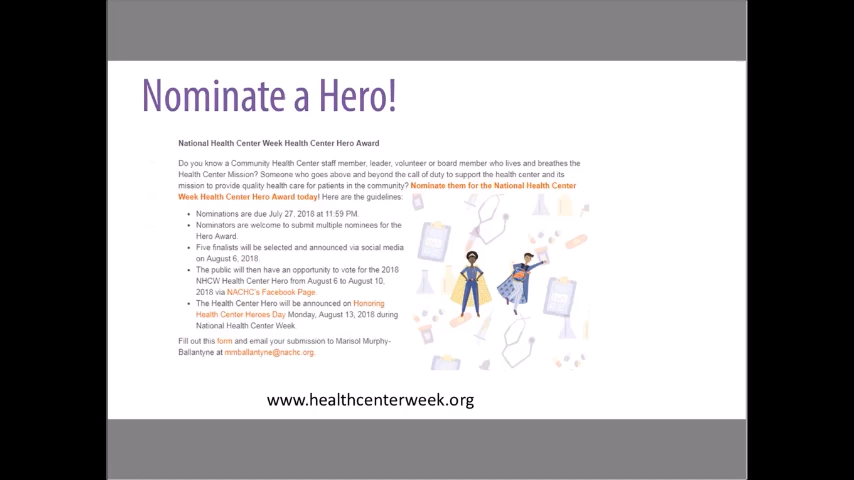 Nominate a Hero!
National Health Center Week Health Center Hero Award
Do you know a Community Health Center staff member, leader, volunteer or board member who lives and breathes the
Health Center Mission? Someone who goes above and beyond the call of duty to support the health center and its
mission to provide quality health care for patients in the community? Nominate them for the National Health Center
Week Health Center Hero Award today! Here are the guidelines:
• Nominations are due July 27, 2018 at 11:59 PM.
• Nominators are welcome to submit multiple nominees for the
Hero Award.
• Five finalists will be selected and announced via social media
on August 6, 2018.
• The public will then have an opportunity to vote for the 2018
NHCW Health Center Hero from August 6 to August 10,
2018 via NACHC's Facebook Page.
• The Health Center Hero will be announced on Honoring
Health Center Heroes Day Monday, August 13, 2018 during
National Health Center Week.
Fill out this form and email your submission to Marisol Murphy-
Ballantyne at mmballantyne@nachc.org.
www.healthcenterweek.org